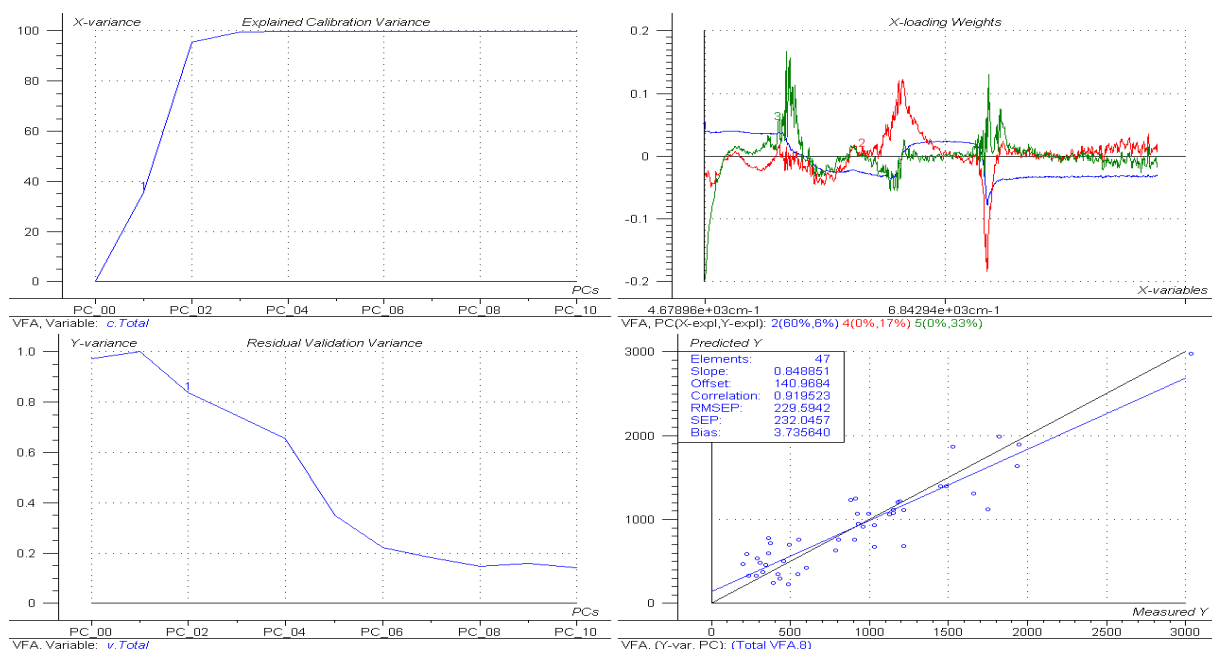 X-variance Explained Calibration Variance
100
80
60
40
1
20
0
PCs
PC_00 PC_02 PC_04 PC_06 PC_08 PC_10
VFA, Variable: c.Total
X-loading Weights
0.2
0.1
3
2
0
-0.1
-0.2
X-variables
4.67896e+03cm-1 6.84294e+03cm-1
VFA, PC(X-expl,Y-expl): 2(60%,6%) 4(0%,17%) 5(0%,33%)
Y-variance Residual Validation Variance
1.0
1
0.8
0.6
0.4
0.2
0
PCs
PC_00 PC_02 PC_04 PC_06 PC_08 PC_10
VFA, Variable: v.Total
Predicted Y
3000
Elements: 47
Slope: 0.848851
Offset: 140.9684
Correlation: 0.919523
RMSEP: 229.5942
SEP: 232.0457
Bias: 3.735640
2000
1000
0
Measured Y
0 500 1000 1500 2000 2500 3000
VFA, (Y-var, PC): (Total VFA,8)